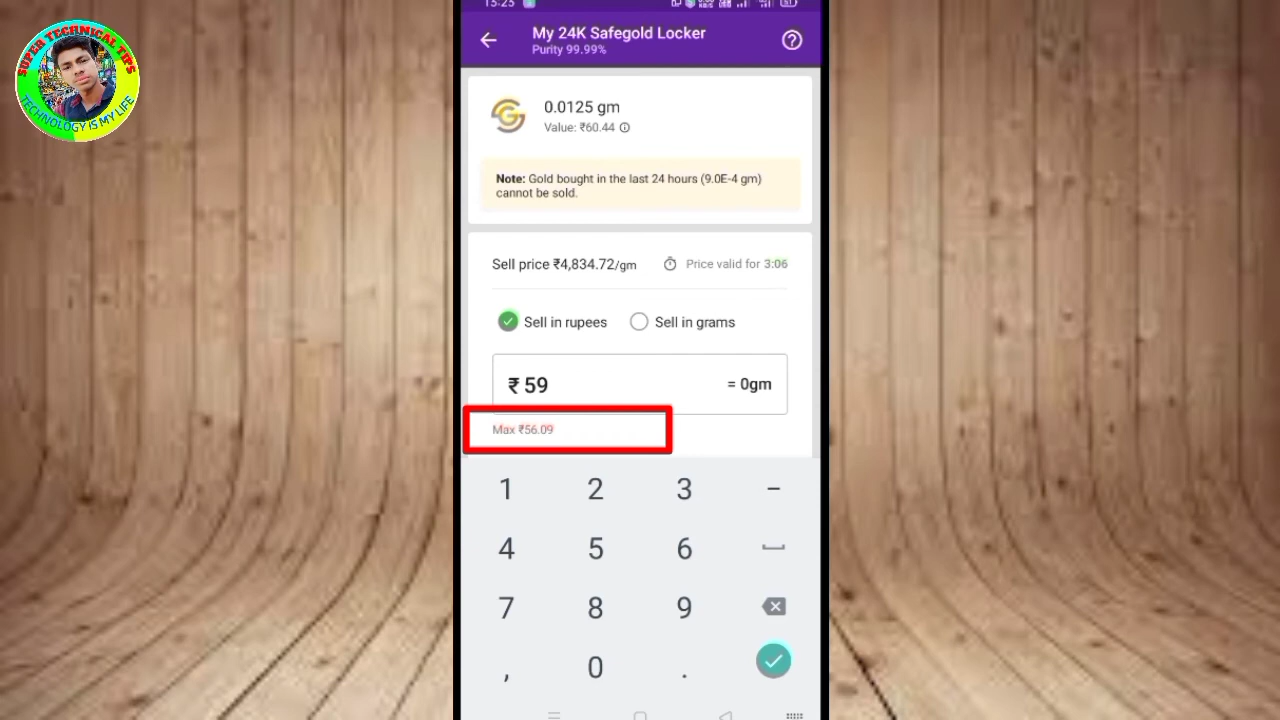 SUPER TECHNICAL TIPS
TECHNOLOGY IS MY LIFE
15:23
My 24K Safegold Locker
Purity 99.99%
0.0125 gm
Value: ₹60.44
Note: Gold bought in the last 24 hours (9.0E-4 gm)
cannot be sold.
Sell price ₹4,834.72/gm
Price valid for 3:06
Sell in rupees
Sell in grams
₹ 59
= 0gm
Max ₹56.09
1 2 3 -
4 5 6
7 8 9
, 0 .